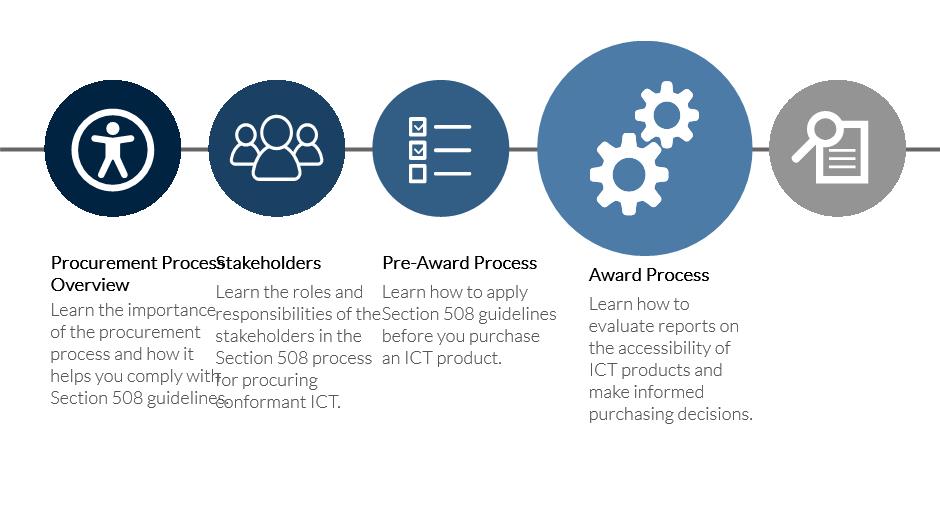 Procurement Process
Overview
Learn the importance
of the procurement
process and how it
helps you comply with
Section 508 guidelines.
Stakeholders
Learn the roles and
responsibilities of the
stakeholders in the
Section 508 process
for procuring
conformant ICT.
Pre-Award Process
Learn how to apply
Section 508 guidelines
before you purchase
an ICT product.
Award Process
Learn how to
evaluate reports on
the accessibility of
ICT products and
make informed
purchasing decisions.